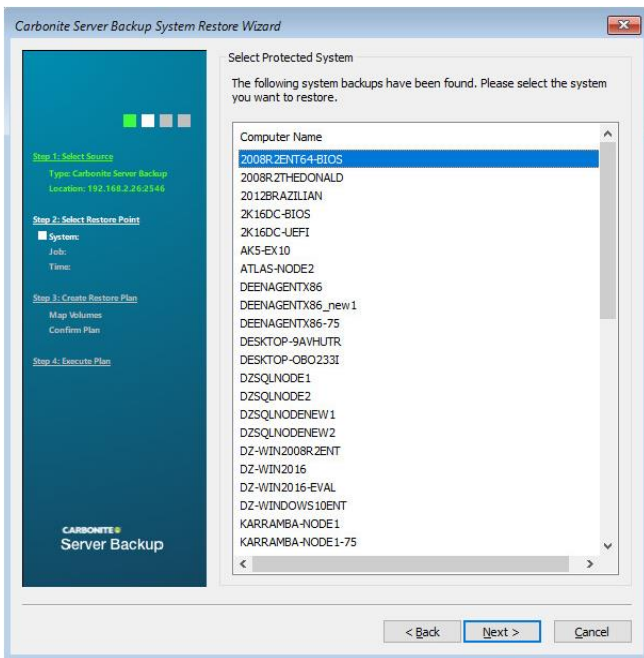 Carbonite Server Backup System Restore Wizard
Step 1: Select Source
Type: Carbonite Server Backup
Location: 192.168.2.26:2546
Step 2: Select Restore Point
System:
Job:
Time:
Step 3: Create Restore Plan
Map Volumes
Confirm Plan
Step 4: Execute Plan
CARBONITE
Server Backup
Select Protected System
The following system backups have been found. Please select the system
you want to restore.
Computer Name
2008R2ENT64-BIOS
2008R2THEDONALD
2012BRAZILIAN
2K16DC-BIOS
2K16DC-UEFI
AK5-EX10
ATLAS-NODE2
DEENAGENTX86
DEENAGENTX86_new1
DEENAGENTX86-75
DESKTOP-9AVHUTR
DESKTOP-OBO233I
DZSQLNODE1
DZSQLNODE2
DZSQLNODENEW1
DZSQLNODENEW2
DZ-WIN2008R2ENT
DZ-WIN2016
DZ-WIN2016-EVAL
DZ-WINDOWS10ENT
KARRAMBA-NODE1
KARRAMBA-NODE1-75
< Back
Next >
Cancel